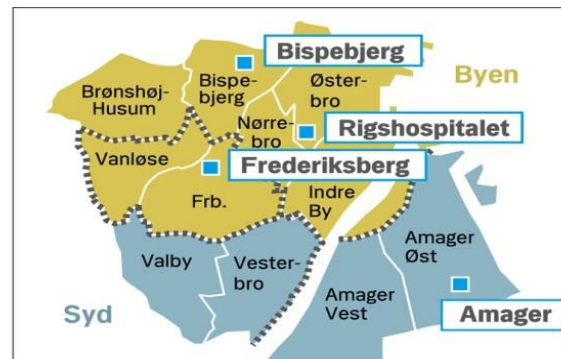 Bispebjerg
Bispe-
bjerg
Øster-
bro
Byen
Brønshøj-
Husum
Nørre-
bro
Rigshospitalet
Vanløse
Frederiksberg
Frb.
Indre
By
Valby
Vester-
bro
Amager
Øst
Amager
Vest
Syd
Amager